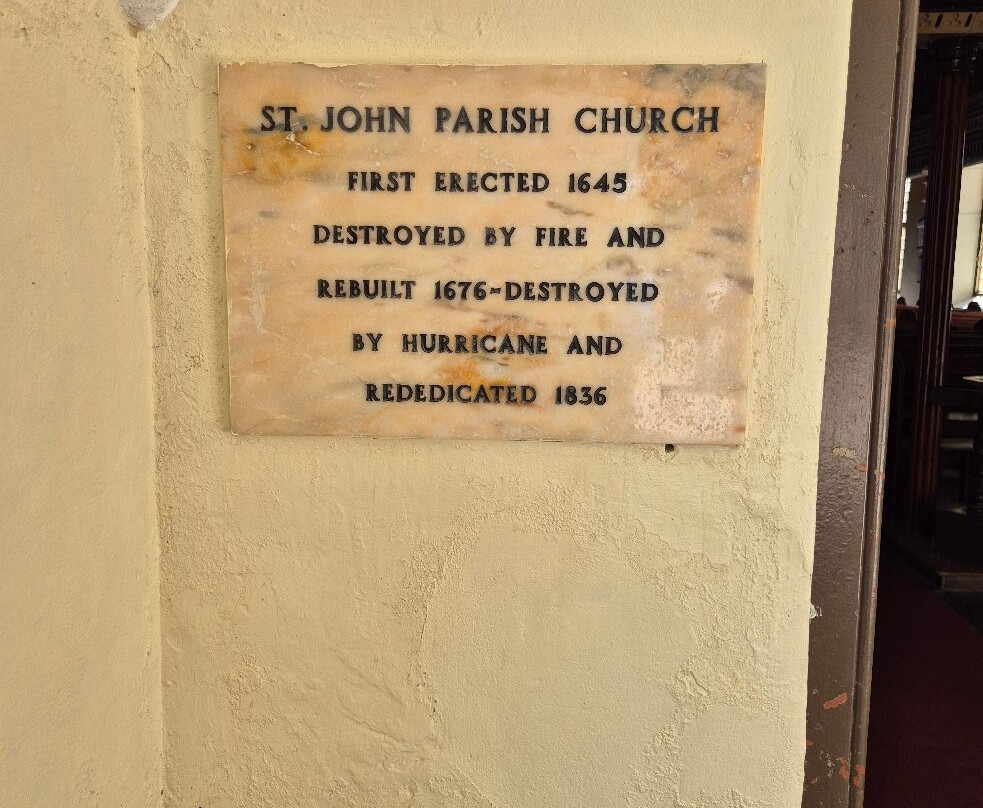 ST. JOHN PARISH CHURCH
FIRST ERECTED 1645
DESTROYED BY FIRE AND
REBUILT 1676-DESTROYED
BY HURRICANE AND
REDEDICATED 1836